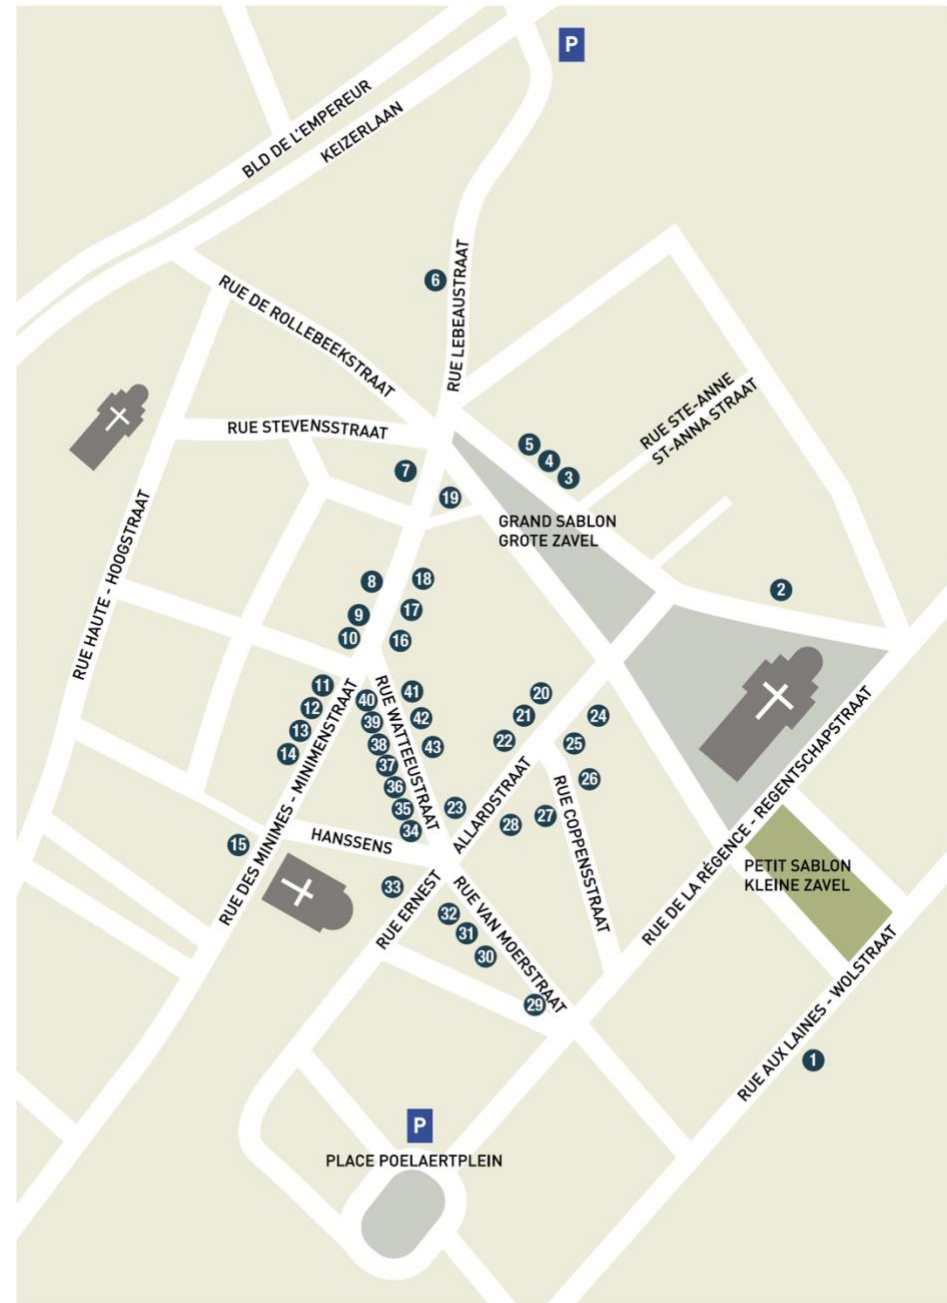 P
BLD DE L'EMPEREUR
KEIZERLAAN
6
RUE LEBEAUSTRAAT
RUE DE ROLLEBEEKSTRAAT
RUE STE-ANNE
ST-ANNA STRAAT
RUE STEVENSSTRAAT
5
4
3
7
19
GRAND SABLON
GROTE ZAVEL
RUE HAUTE - HOOGSTRAAT
8
18
2
9
17
10
16
11
12
13
14
RUE DES MINIMES - MINIMENSTRAAT
40
39
38
37
36
35
34
RUE WATTEEUSTRAAT
41
42
43
20
21
22
24
25
26
23
ALLARDSTRAAT
28
27
RUE COPPENSSTRAAT
RUE DE LA RÉGENCE - REGENTSCHAPSTRAAT
15
HANSSENS
PETIT SABLON
KLEINE ZAVEL
33
RUE ERNEST
32
31
30
RUE VAN MOERSTRAAT
29
RUE AUX LAINES - WOLSTRAAT
1
P
PLACE POELAERTPLEIN